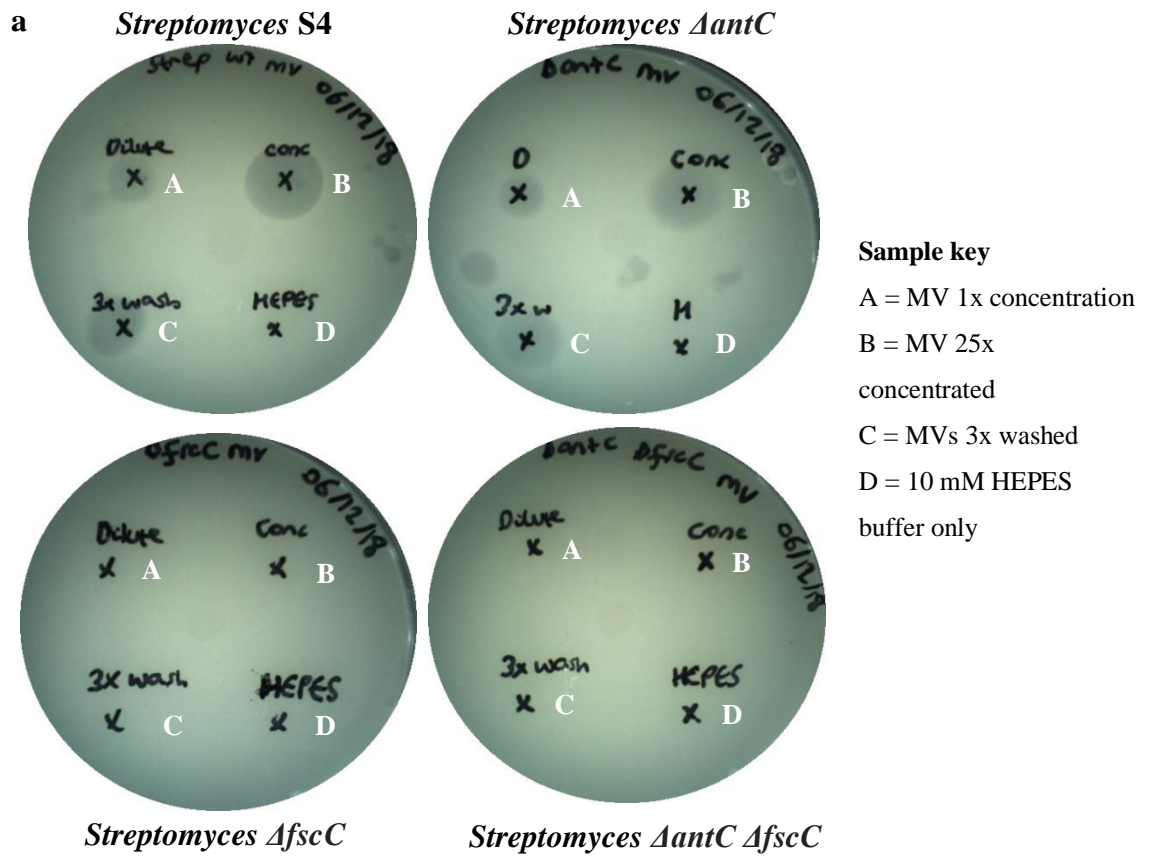 a
Streptomyces S4
Streptomyces ΔantC
Strep WT MV
06/12/18
Dilute
conc
A
B
3x wash
HEPES
C
D
ΔantC MV
06/12/18
D
Conc
A
B
3x w
H
C
D
Sample key
A = MV 1x concentration
B = MV 25x
concentrated
C = MVs 3x washed
D = 10 mM HEPES
buffer only
ΔfscC MV
06/12/18
Dilute
Conc
A
B
3x wash
HEPES
C
D
ΔantC ΔfscC MV
06/12/18
Dilute
Conc
A
B
3x wash
HEPES
C
D
Streptomyces ΔfscC
Streptomyces ΔantC ΔfscC